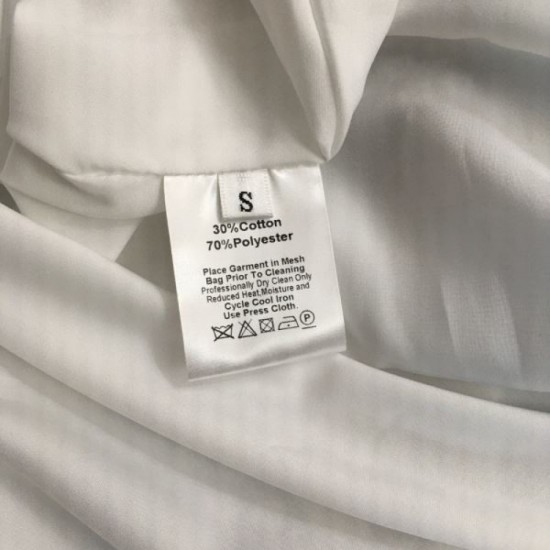 S
30%Cotton
70%Polyester
Place Garment in Mesh
Bag Prior To Cleaning
Professionally Dry Clean Only
Reduced Heat,Moisture and
Cycle Cool Iron
Use Press Cloth.
P